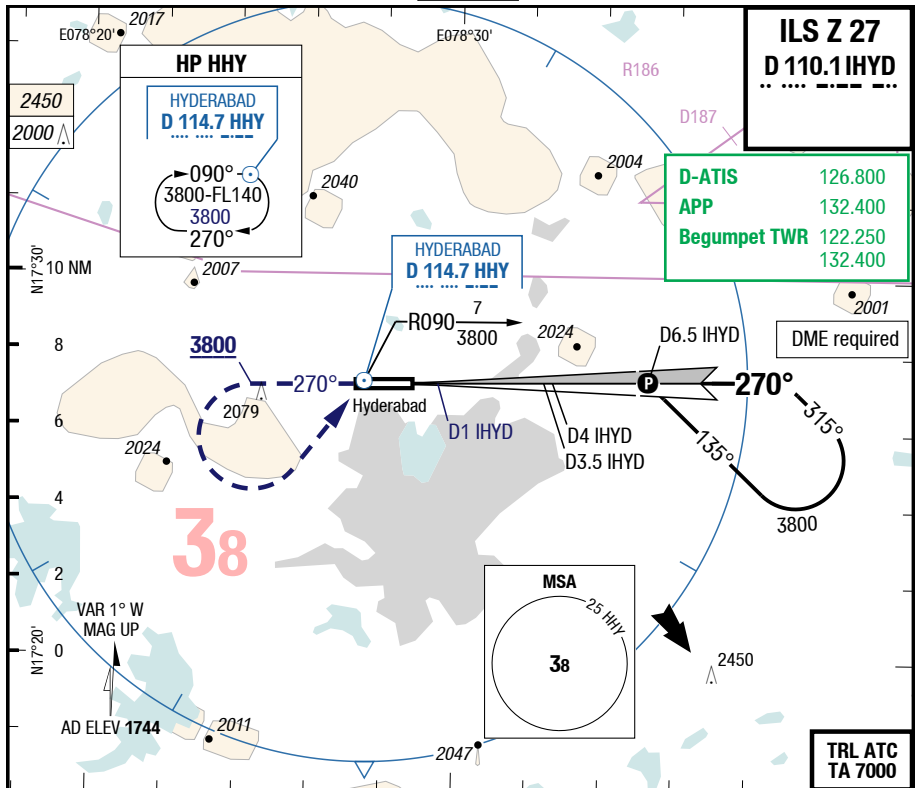 2017
E078°20'
E078°30'
ILS Z 27
D 110.1 IHYD
HP HHY
HYDERABAD
D 114.7 HHY
090°
3800-FL140
3800
270°
2450
2000
R186
D187
2004
2040
D-ATIS 126.800
APP 132.400
Begumpet TWR 122.250
132.400
N17°30'
10 NM
2007
HYDERABAD
D 114.7 HHY
2001
R090
7
3800
2024
D6.5 IHYD
DME required
8
3800
270°
270°
2079
Hyderabad
315°
6
D1 IHYD
D4 IHYD
D3.5 IHYD
135°
2024
4
3800
38
2
MSA
25 HHY
38
VAR 1° W
MAG UP
N17°20'
0
2450
AD ELEV 1744
2011
2047
TRL ATC
TA 7000